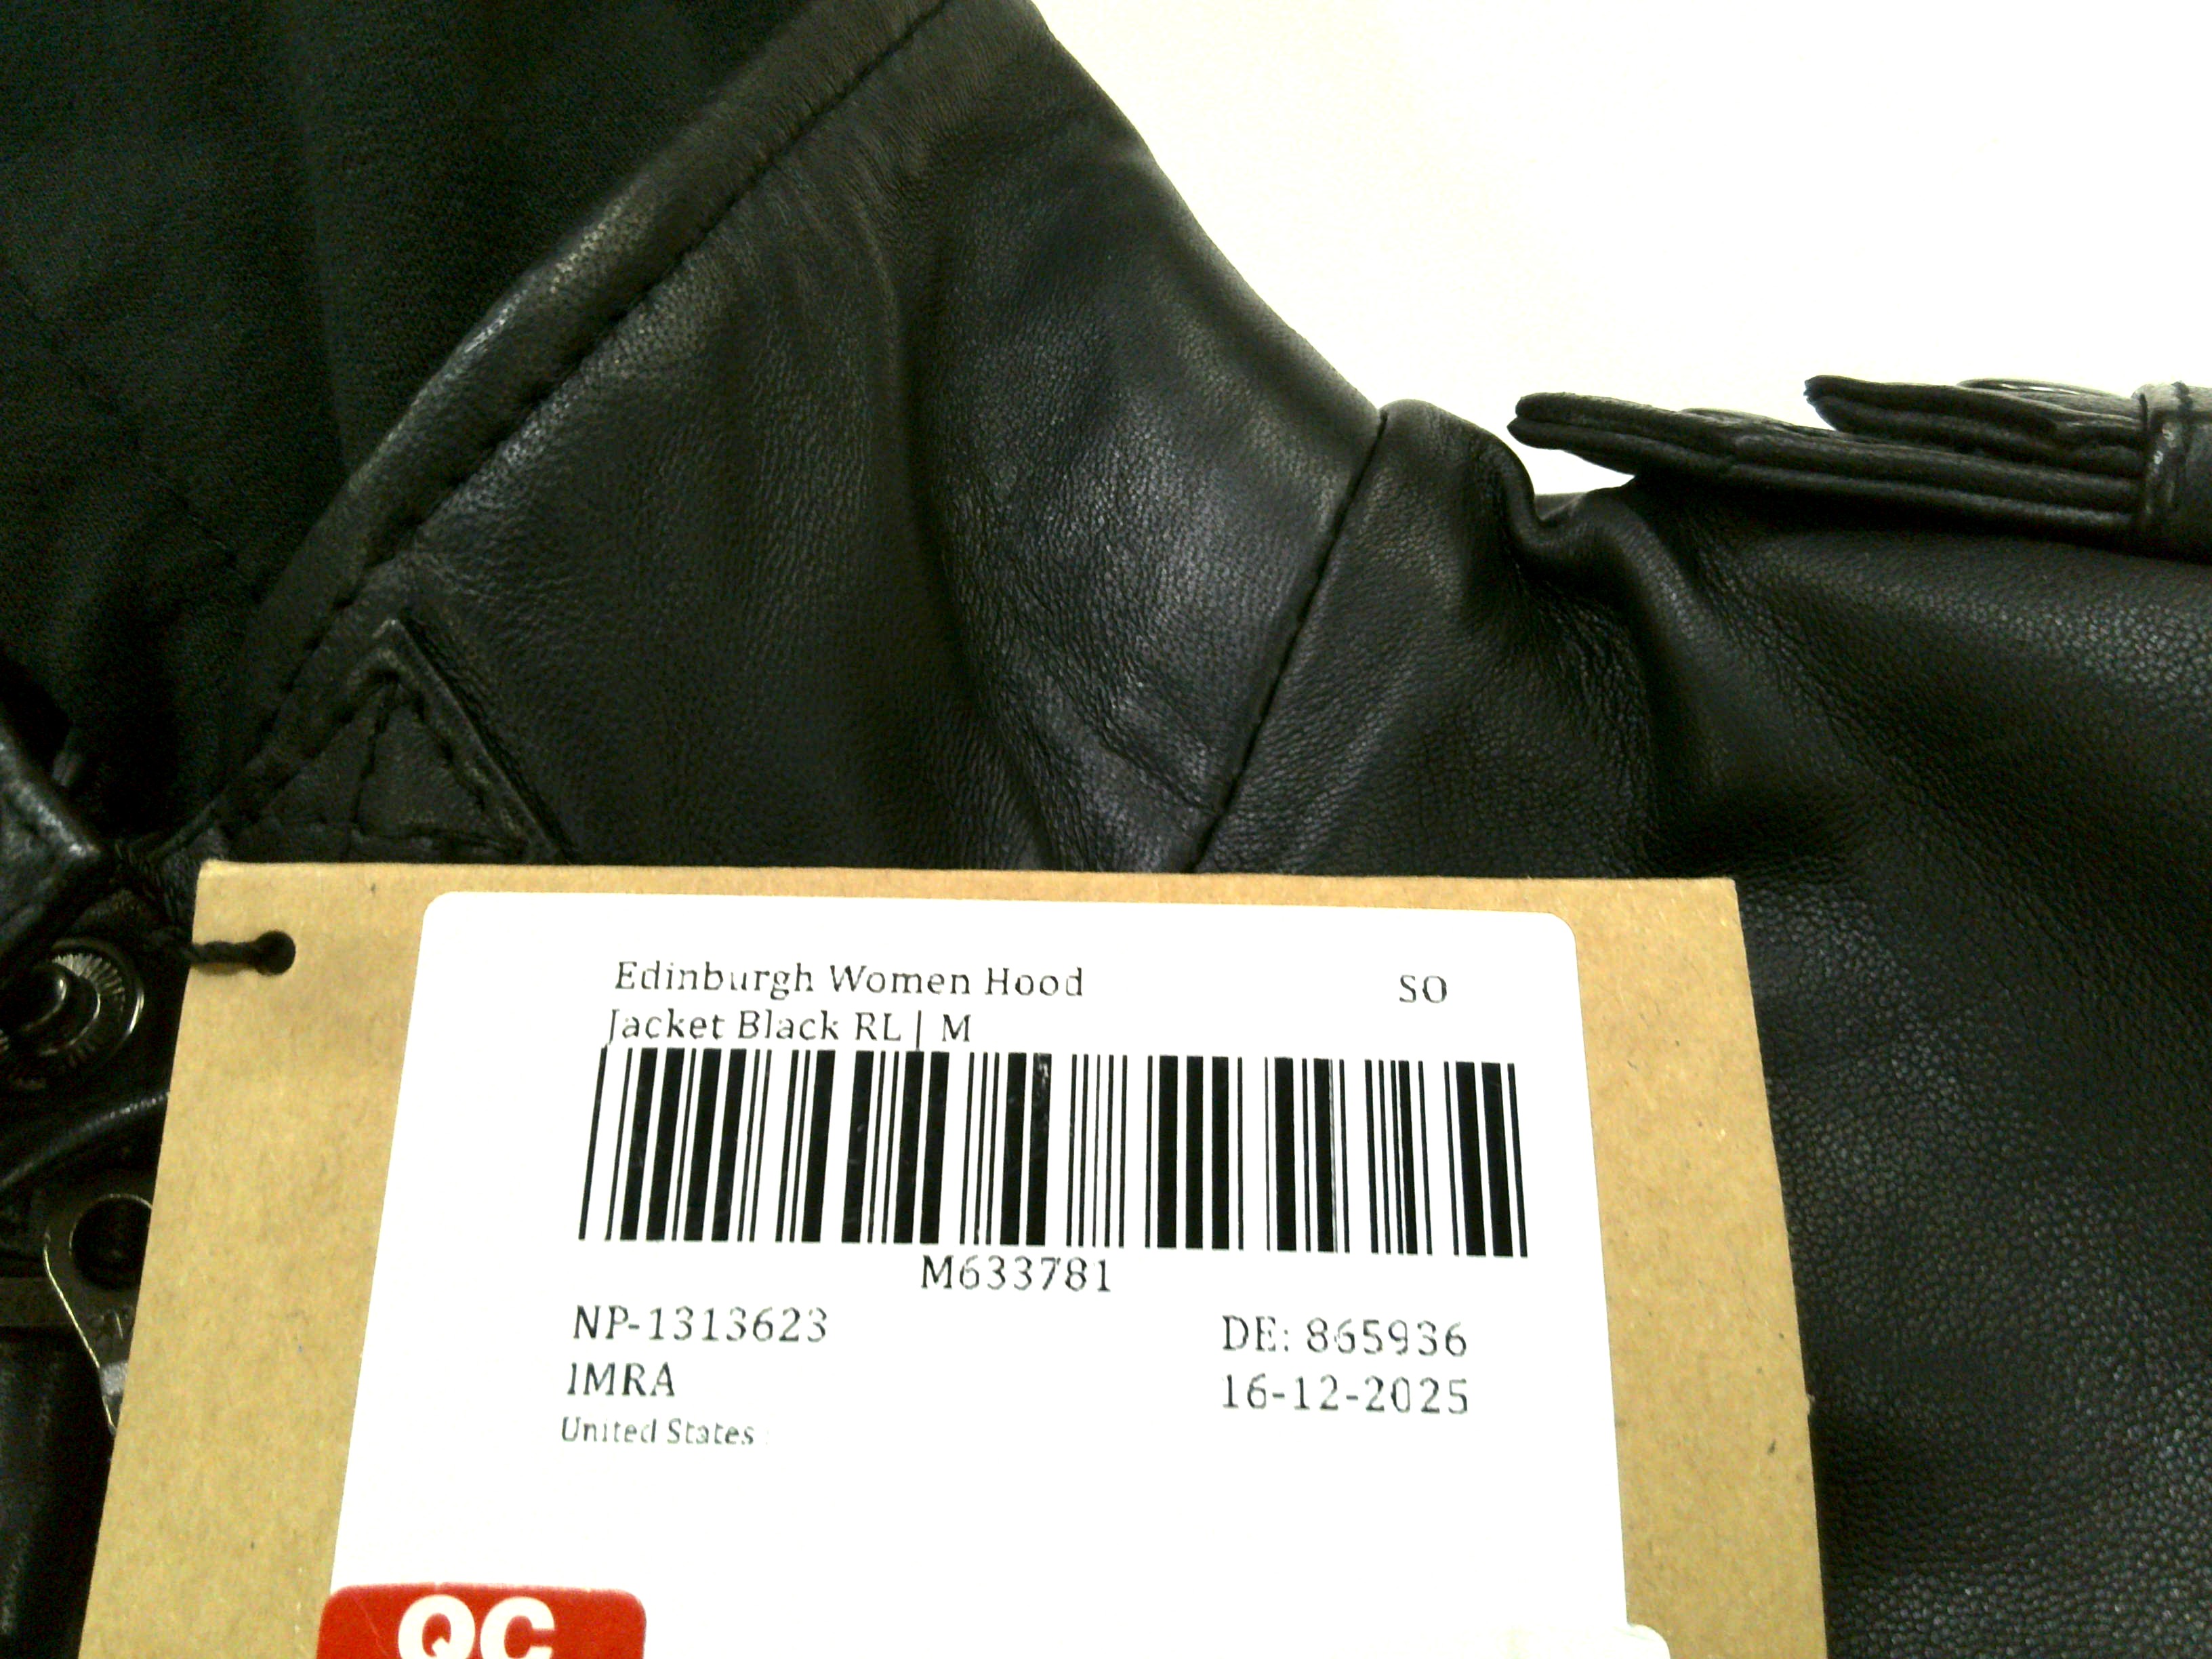 Edinburgh Women Hood SO
Jacket Black RL | M
M633781
NP-1313623 DE: 865936
IMRA 16-12-2025
United States
QC